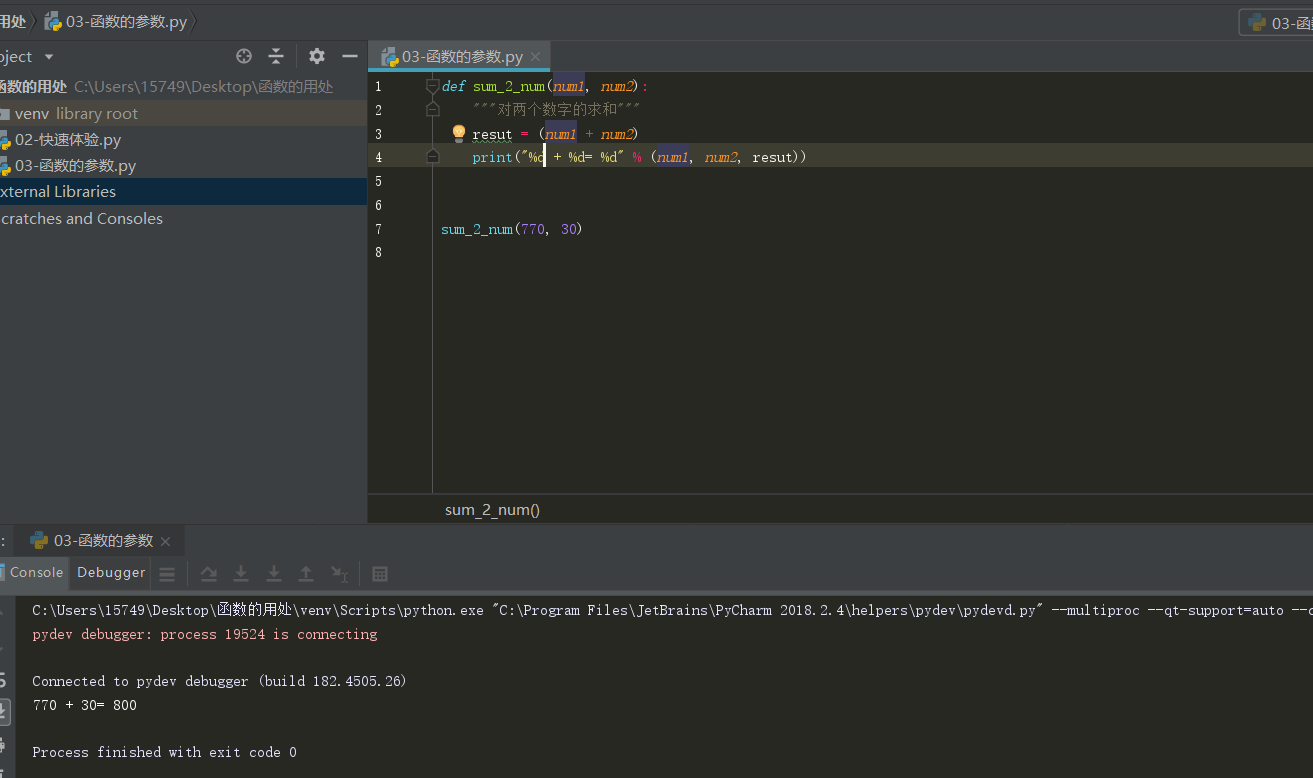 用处 03-函数的参数.py 03-函
oject
函数的用处 C:\Users\15749\Desktop\函数的用处
venv library root
02-快速体验.py
03-函数的参数.py
xternal Libraries
cratches and Consoles
03-函数的参数.py
1 def sum_2_num(num1, num2):
2 """对两个数字的求和"""
3 resut = (num1 + num2)
4 print("%d + %d= %d" % (num1, num2, resut))
5
6
7 sum_2_num(770, 30)
8
sum_2_num()
: 03-函数的参数
Console Debugger
C:\Users\15749\Desktop\函数的用处\venv\Scripts\python.exe "C:\Program Files\JetBrains\PyCharm 2018.2.4\helpers\pydev\pydevd.py" --multiproc --qt-support=auto --c
pydev debugger: process 19524 is connecting
Connected to pydev debugger (build 182.4505.26)
770 + 30= 800
Process finished with exit code 0